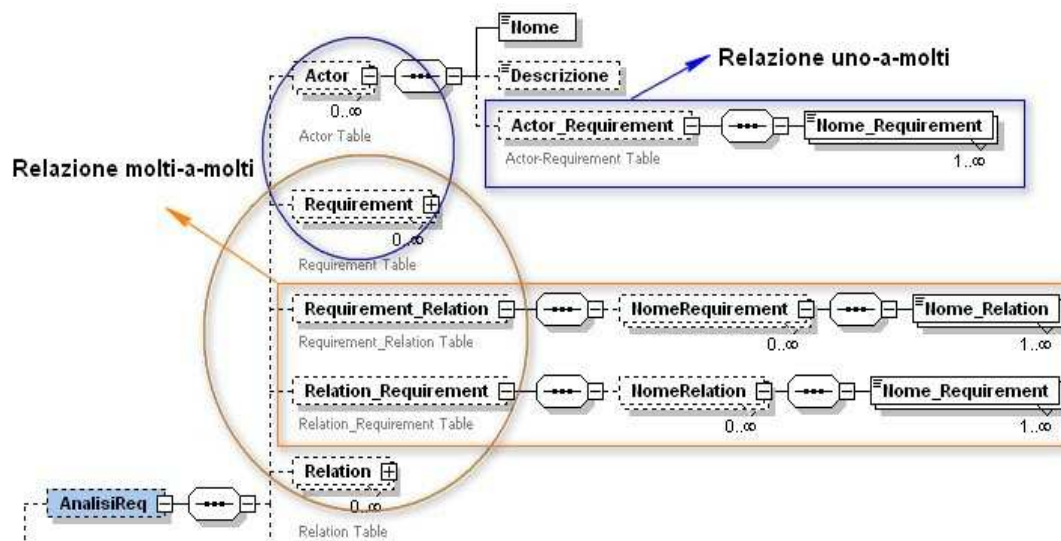 Nome
Relazione uno-a-molti
Actor
Descrizione
0..∞
Actor Table
Actor_Requirement
Nome_Requirement
1..∞
Actor-Requirement Table
Relazione molti-a-molti
Requirement
0..∞
Requirement Table
Requirement_Relation
NomeRequirement
Nome_Relation
0..∞
1..∞
Requirement_Relation Table
Relation_Requirement
NomeRelation
Nome_Requirement
0..∞
1..∞
Relation_Requirement Table
Relation
0..∞
AnalisiReq
Relation Table